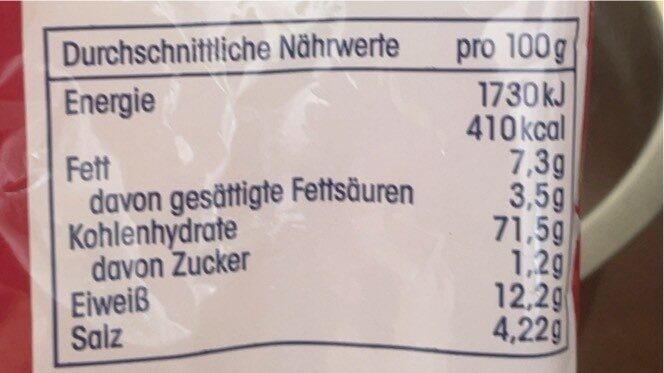 Durchschnittliche Nährwerte pro 100g
Energie 1730kJ
410kcal
Fett 7,3g
davon gesättigte Fettsäuren 3,5g
Kohlenhydrate 71,5g
davon Zucker 1,2g
Eiweiß 12,2g
Salz 4,22g